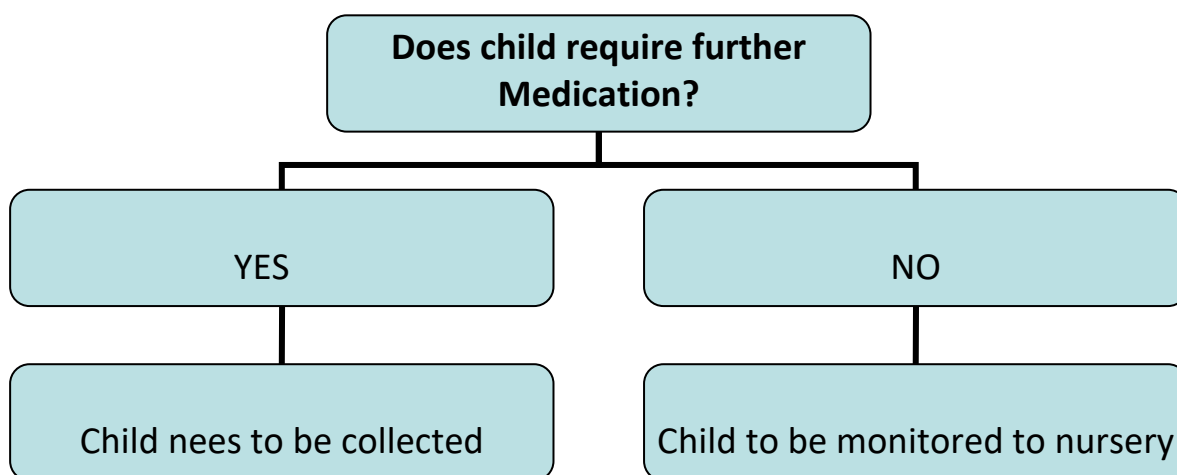 Does child require further
Medication?
YES
NO
Child nees to be collected
Child to be monitored to nursery